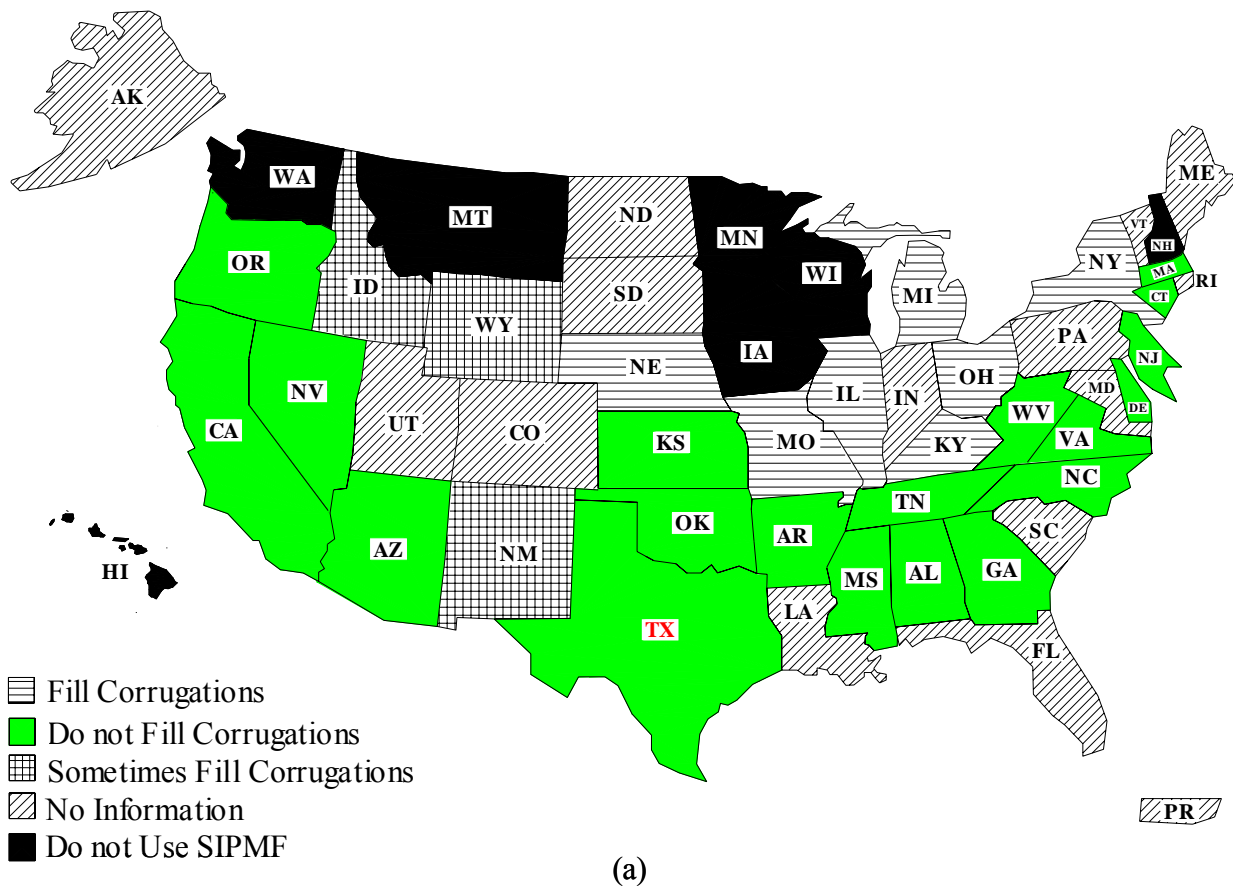 AK
WA
MT
ND
MN
ME
VT
NH
OR
ID
SD
WI
MI
NY
MA
CT
RI
WY
IA
PA
NJ
NE
OH
NV
IL
IN
MD
DE
CA
UT
CO
WV
KS
MO
KY
VA
NC
TN
OK
AR
SC
AZ
NM
MS
AL
GA
HI
LA
TX
FL
Fill Corrugations
Do not Fill Corrugations
Sometimes Fill Corrugations
No Information
PR
Do not Use SIPMF
(a)